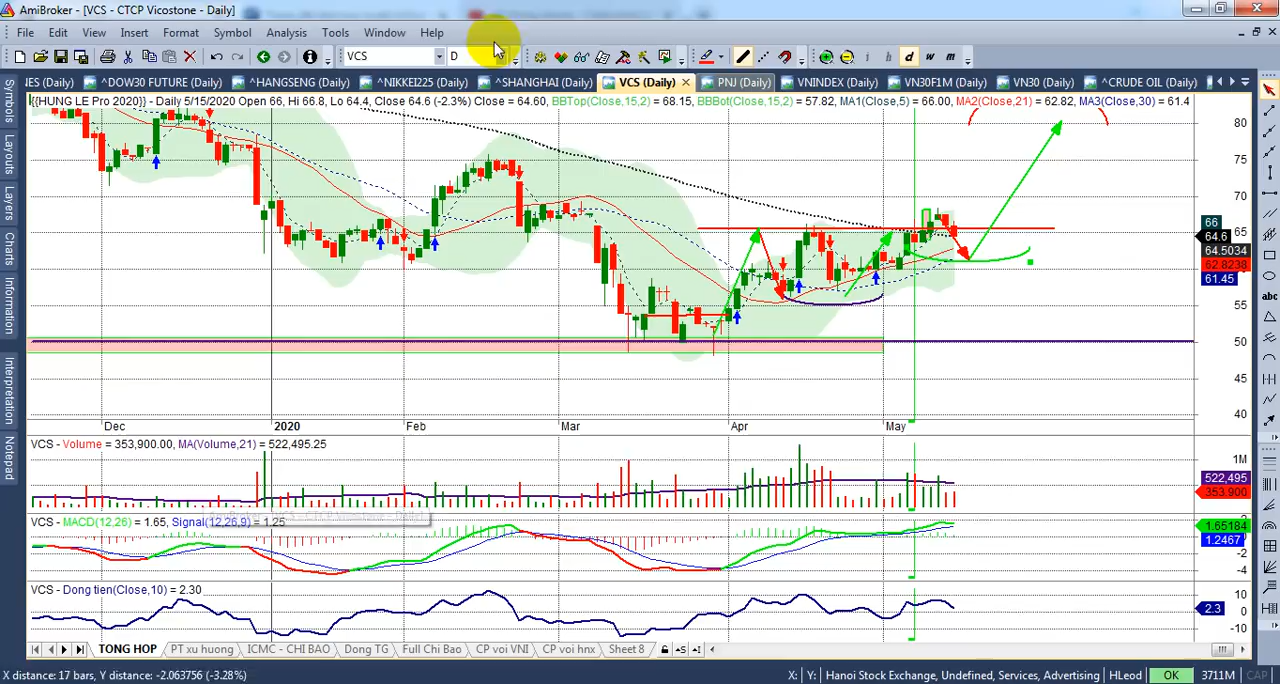 AmiBroker - [VCS - CTCP Vicostone - Daily]
File Edit View Insert Format Symbol Analysis Tools Window Help
VCS D i h d w m
IES (Daily) ^DOW30 FUTURE (Daily) ^HANGSENG (Daily) ^NIKKEI225 (Daily) ^SHANGHAI (Daily) VCS (Daily) PNJ (Daily) VNINDEX (Daily) VN30F1M (Daily) VN30 (Daily) ^CRUDE OIL (Daily)
{{HUNG LE Pro 2020}} - Daily 5/15/2020 Open 66, Hi 66.8, Lo 64.4, Close 64.6 (-2.3%) Close = 64.60, BBTop(Close,15,2) = 68.15, BBBot(Close,15,2) = 57.82, MA1(Close,5) = 66.00, MA2(Close,21) = 62.82, MA3(Close,30) = 61.4
Symbols
Layouts
Layers
Charts
Information
Interpretation
Notepad
abc
80
75
70
66
65
64.6
64.5034
62.8238
61.45
55
50
45
40
Dec 2020 Feb Mar Apr May
VCS - Volume = 353,900.00, MA(Volume,21) = 522,495.25
1M
522,495
353,900
VCS - MACD(12,26) = 1.65, Signal(12,26,9) = 1.25
1.65184
1.2467
-2
-4
VCS - Dong tien(Close,10) = 2.30
10
2.3
0
-10
TONG HOP PT xu huong ICMC - CHI BAO Dong TG Full Chi Bao CP voi VNI CP voi hnx Sheet 8
X distance: 17 bars, Y distance: -2.063756 (-3.28%) X: Y: Hanoi Stock Exchange, Undefined, Services, Advertising HLeod OK 3711M CAP